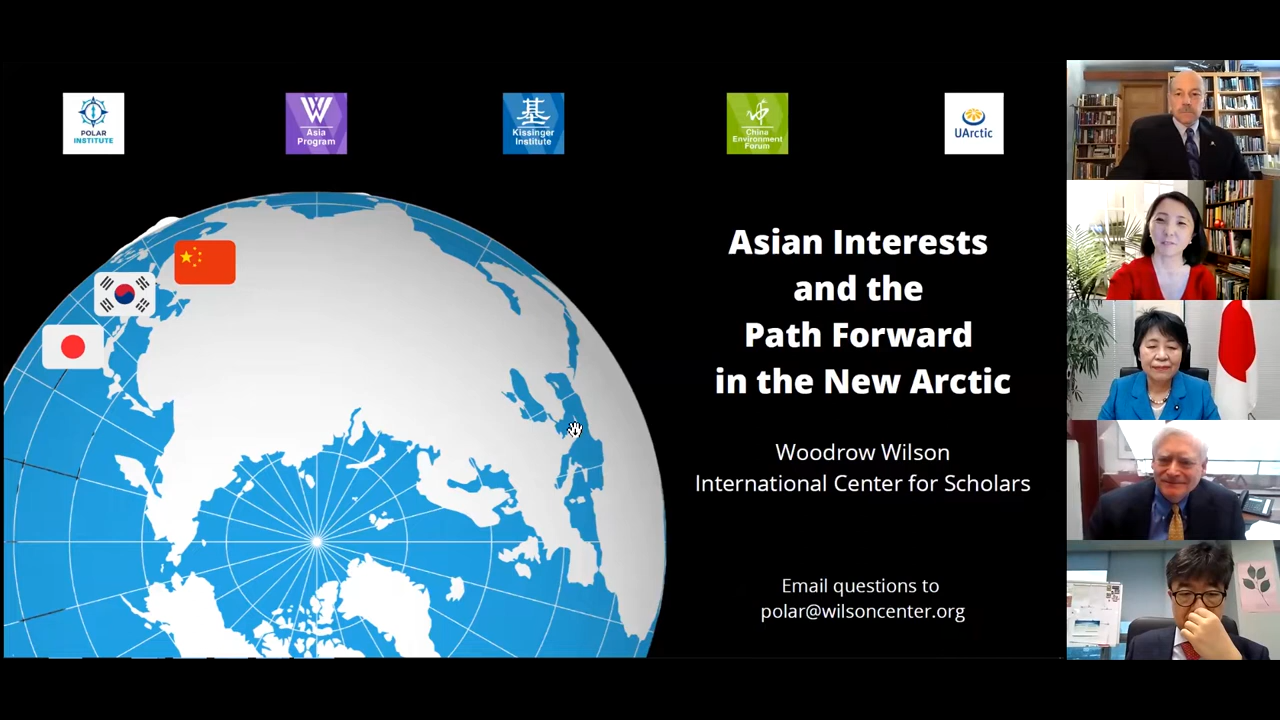 POLAR
INSTITUTE
W
Asia
Program
基
Kissinger
Institute
China
Environment
Forum
UArctic
Asian Interests
and the
Path Forward
in the New Arctic
Woodrow Wilson
International Center for Scholars
Email questions to
polar@wilsoncenter.org